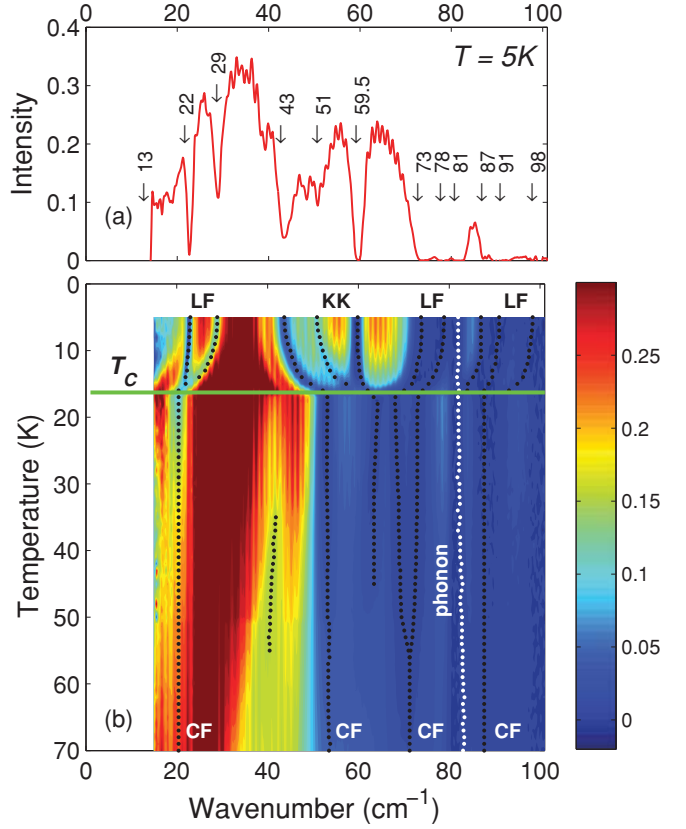 0 20 40 60 80 100
0.4
0.3
0.2
0.1
0
Intensity
T = 5K
↓ 13
↓ 22
↓ 29
↓ 43
↓ 51
↓ 59.5
↓ 73
↓ 78
↓ 81
↓ 87
↓ 91
↓ 98
(a)
0
10
20
30
40
50
60
70
Temperature (K)
LF KK LF LF
T_C
phonon
(b)
CF CF CF CF
0 20 40 60 80 100
Wavenumber (cm⁻¹)
0.25
0.2
0.15
0.1
0.05
0